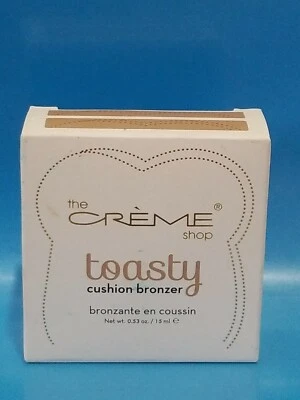 the
CRÈME®
shop
toasty
cushion bronzer
bronzante en coussin
Net wt. 0.53 oz. / 15 ml ℮